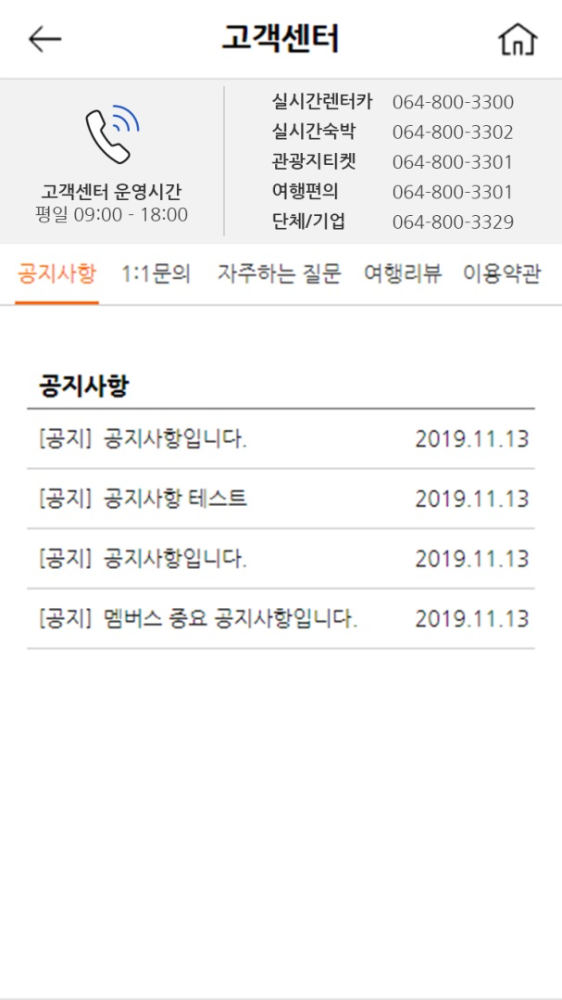 고객센터
고객센터 운영시간
평일 09:00 - 18:00
실시간렌터카 064-800-3300
실시간숙박 064-800-3302
관광지티켓 064-800-3301
여행편의 064-800-3301
단체/기업 064-800-3329
공지사항 1:1문의 자주하는 질문 여행리뷰 이용약관
공지사항
[공지] 공지사항입니다. 2019.11.13
[공지] 공지사항 테스트 2019.11.13
[공지] 공지사항입니다. 2019.11.13
[공지] 멤버스 중요 공지사항입니다. 2019.11.13